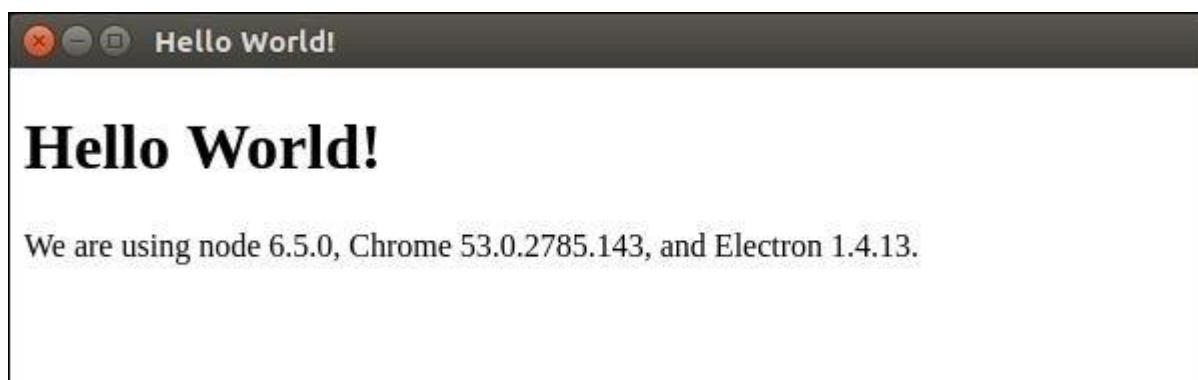 Hello World!
Hello World!
We are using node 6.5.0, Chrome 53.0.2785.143, and Electron 1.4.13.